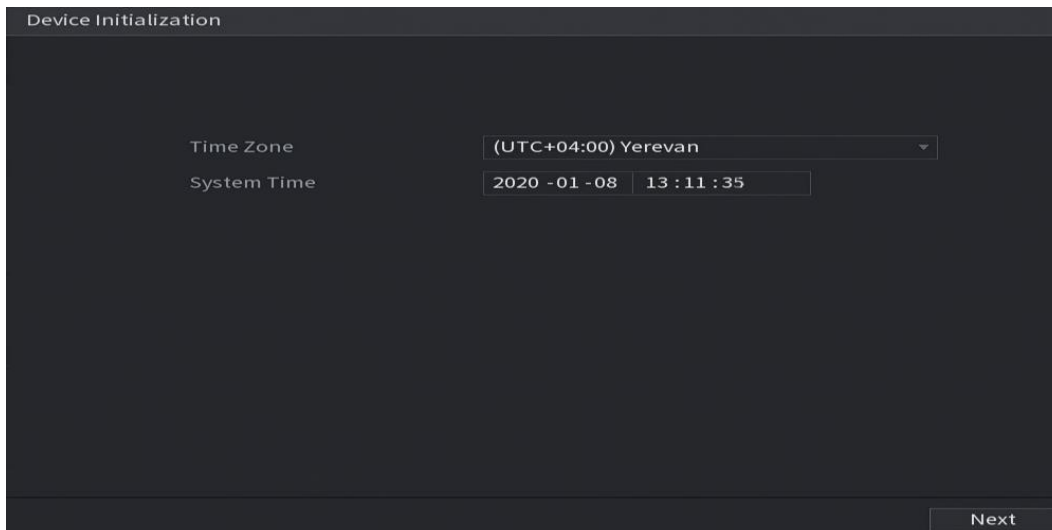 Device Initialization
Time Zone (UTC+04:00) Yerevan
System Time 2020 -01 -08 13 : 11 : 35
Next